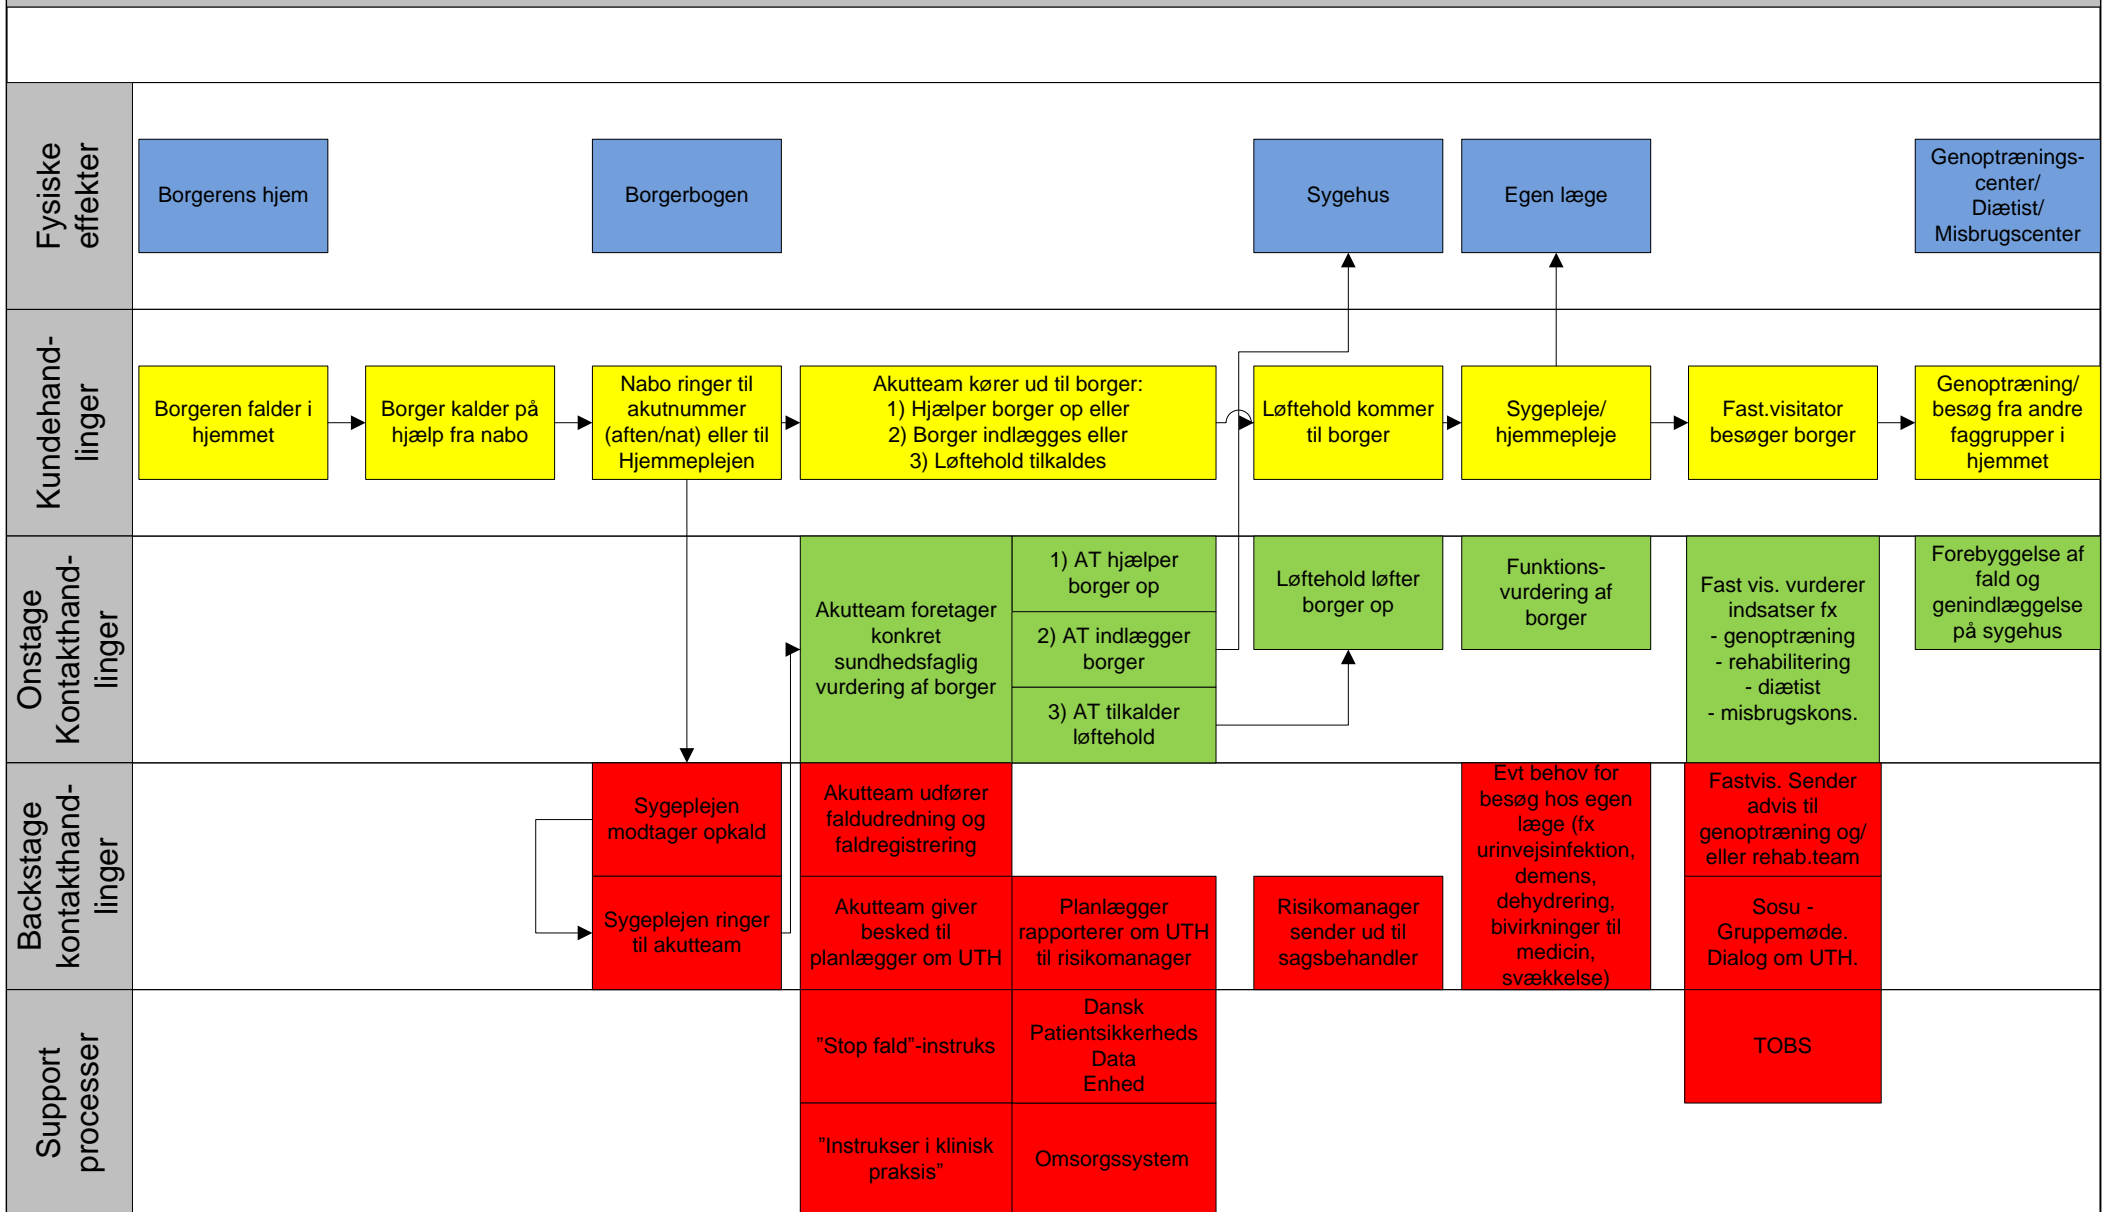 Fysiske
effekter
Borgerens hjem
Borgerbogen
Sygehus
Egen læge
Genoptrænings-
center/
Diætist/
Misbrugscenter
Kundehand-
linger
Borgeren falder i
hjemmet
Borger kalder på
hjælp fra nabo
Nabo ringer til
akutnummer
(aften/nat) eller til
Hjemmeplejen
Akutteam kører ud til borger:
1) Hjælper borger op eller
2) Borger indlægges eller
3) Løftehold tilkaldes
Løftehold kommer
til borger
Sygepleje/
hjemmepleje
Fast.visitator
besøger borger
Genoptræning/
besøg fra andre
faggrupper i
hjemmet
Onstage
Kontakthand-
linger
Akutteam foretager
konkret
sundhedsfaglig
vurdering af borger
1) AT hjælper
borger op
2) AT indlægger
borger
3) AT tilkalder
løftehold
Løftehold løfter
borger op
Funktions-
vurdering af
borger
Fast vis. vurderer
indsatser fx
- genoptræning
- rehabilitering
- diætist
- misbrugskons.
Forebyggelse af
fald og
genindlæggelse
på sygehus
Backstage
kontakthand-
linger
Sygeplejen
modtager opkald
Sygeplejen ringer
til akutteam
Akutteam udfører
faldudredning og
faldregistrering
Akutteam giver
besked til
planlægger om UTH
Planlægger
rapporterer om UTH
til risikomanager
Risikomanager
sender ud til
sagsbehandler
Evt behov for
besøg hos egen
læge (fx
urinvejsinfektion,
demens,
dehydrering,
bivirkninger til
medicin,
svækkelse)
Fastvis. Sender
advis til
genoptræning og/
eller rehab.team
Sosu -
Gruppemøde.
Dialog om UTH.
Support
processer
”Stop fald”-instruks
Dansk
Patientsikkerheds
Data
Enhed
TOBS
”Instrukser i klinisk
praksis”
Omsorgssystem